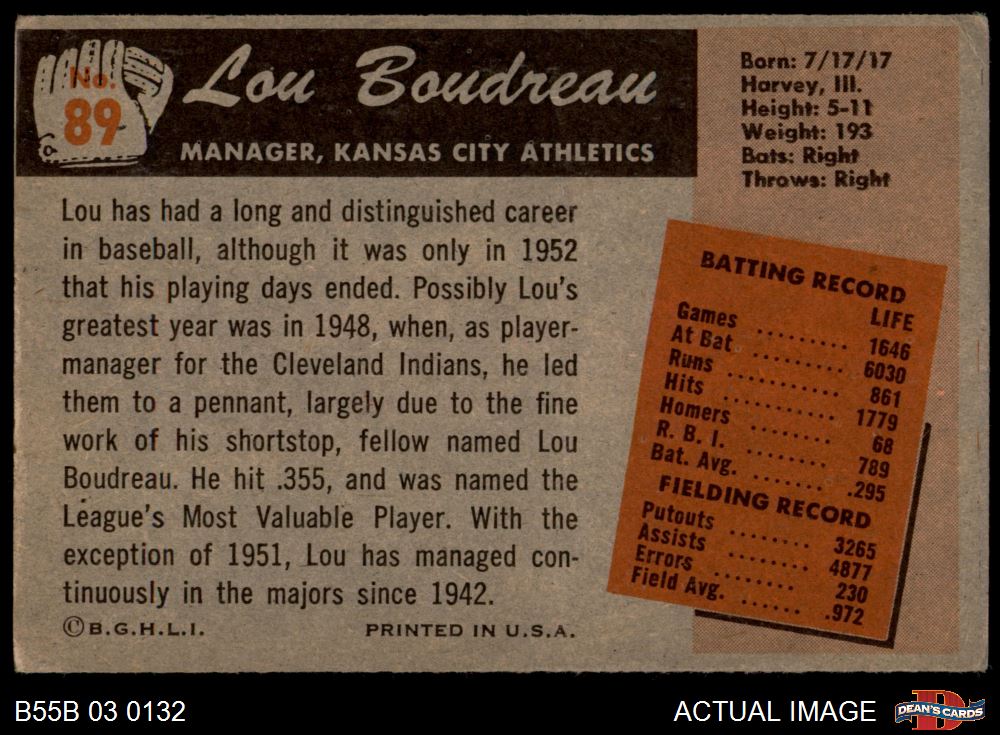 No.
89
Lou Boudreau
MANAGER, KANSAS CITY ATHLETICS
Born: 7/17/17
Harvey, Ill.
Height: 5-11
Weight: 193
Bats: Right
Throws: Right
Lou has had a long and distinguished career
in baseball, although it was only in 1952
that his playing days ended. Possibly Lou's
greatest year was in 1948, when, as player-
manager for the Cleveland Indians, he led
them to a pennant, largely due to the fine
work of his shortstop, fellow named Lou
Boudreau. He hit .355, and was named the
League's Most Valuable Player. With the
exception of 1951, Lou has managed con-
tinuously in the majors since 1942.
©B.G.H.L.I. PRINTED IN U.S.A.
BATTING RECORD
LIFE
Games ......... 1646
At Bat ......... 6030
Runs .......... 861
Hits .......... 1779
Homers ........ 68
R. B. I. ........ 789
Bat. Avg. ....... .295
FIELDING RECORD
Putouts ........ 3265
Assists ........ 4877
Errors ........ 230
Field Avg. ...... .972
B55B 03 0132
ACTUAL IMAGE
DEAN'S CARDS